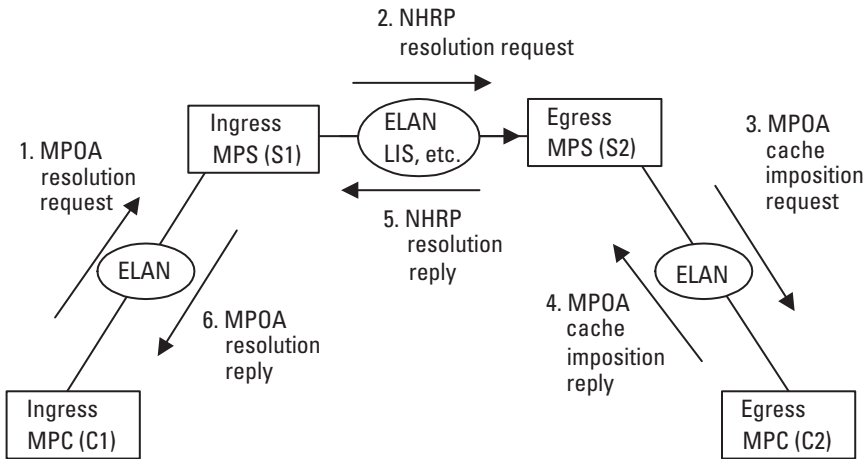 2. NHRP
resolution request
Ingress
MPS (S1)
ELAN
LIS, etc.
Egress
MPS (S2)
1. MPOA
resolution
request
3. MPOA
cache
imposition
request
5. NHRP
resolution
reply
ELAN
ELAN
6. MPOA
resolution
reply
4. MPOA
cache
imposition
reply
Ingress
MPC (C1)
Egress
MPC (C2)